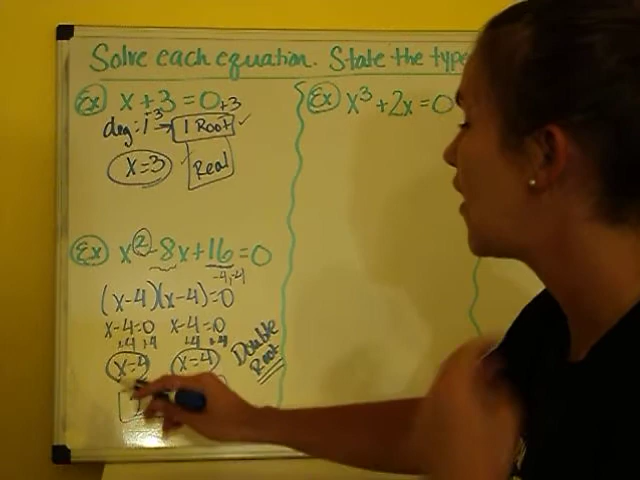 Solve each equation. State the type
Ex x + 3 = 0 +3
deg: 1 -3 → 1 Root ✓
x=3 Real
Ex x² - 8x + 16 = 0
-4, -4
(x-4)(x-4)=0
x-4=0 x-4=0
+4 +4 +4 +4
x=4 x=4
Double Root
Ex x³ + 2x = 0